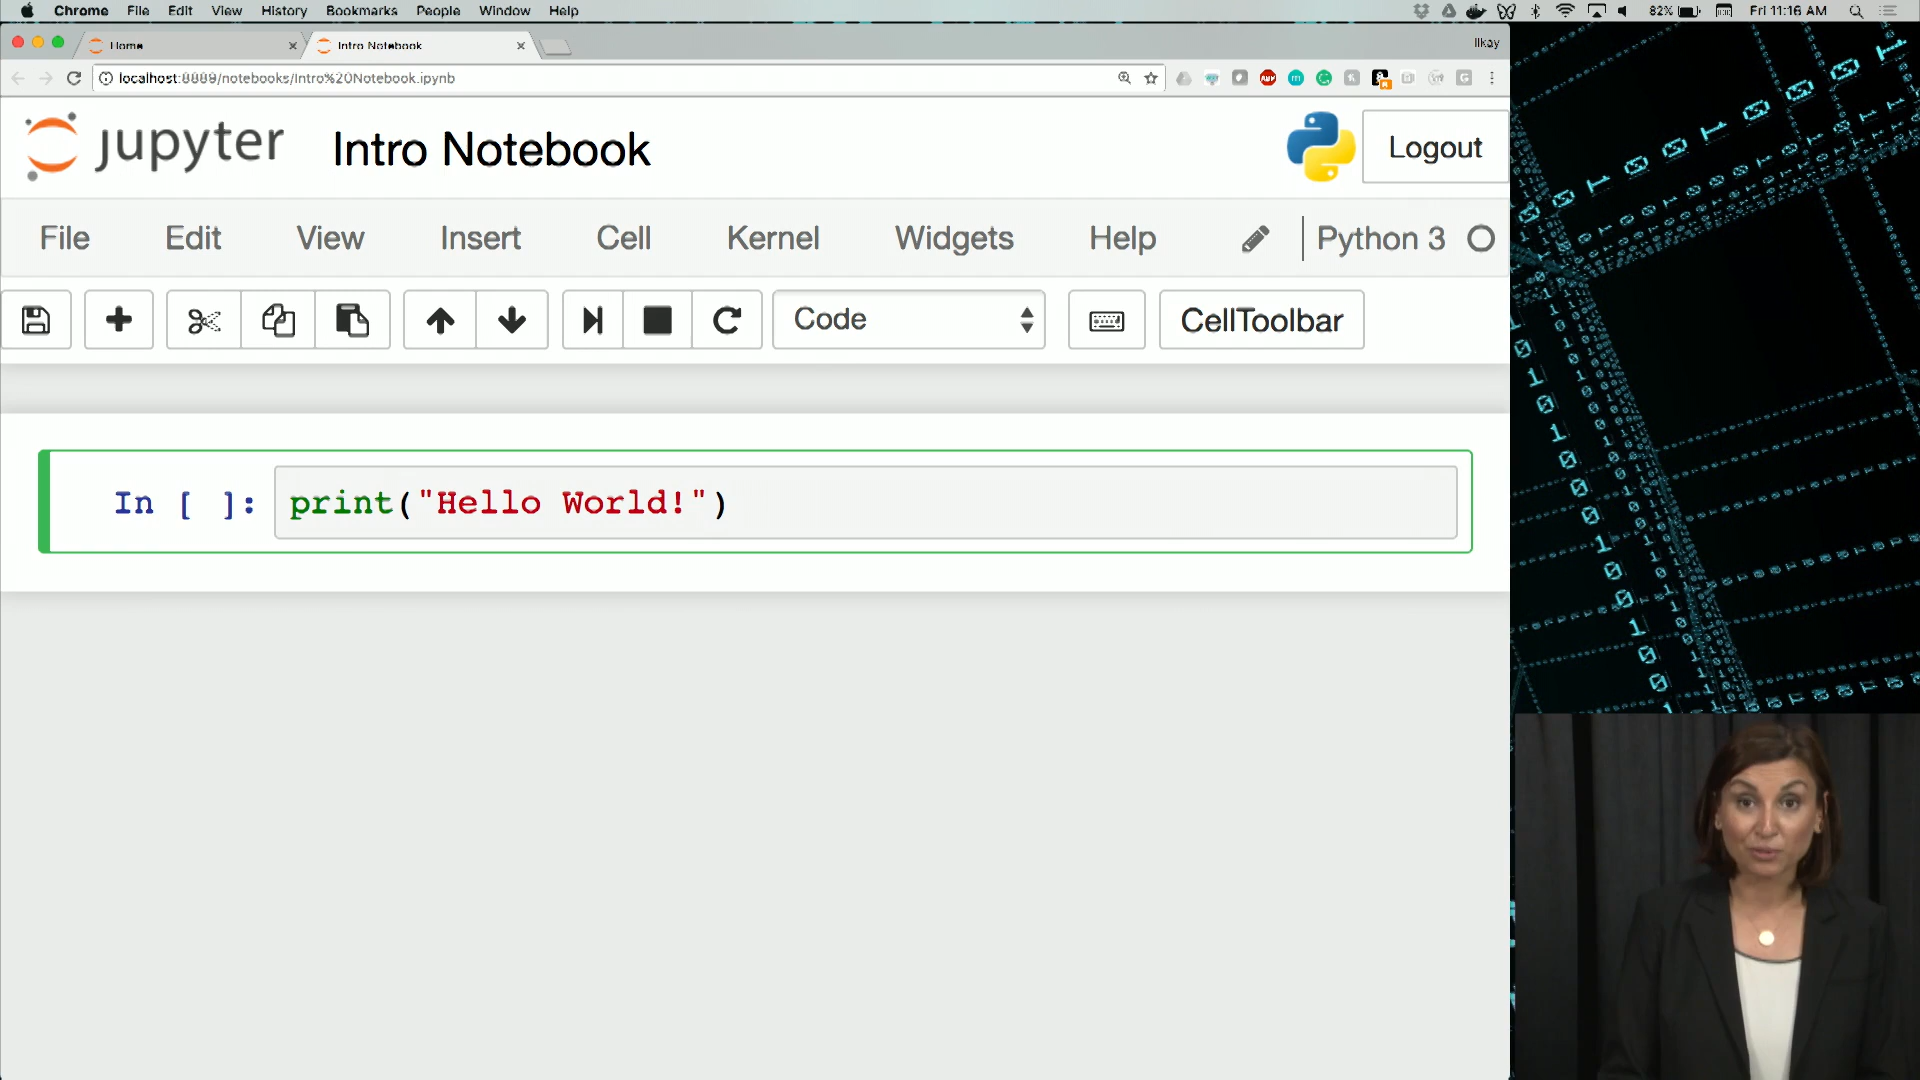 Chrome File Edit View History Bookmarks People Window Help 82% Fri 11:16 AM
Home Intro Notebook Ilkay
localhost:8889/notebooks/Intro%20Notebook.ipynb
jupyter Intro Notebook Logout
File Edit View Insert Cell Kernel Widgets Help Python 3
Code CellToolbar
In [ ]: print("Hello World!")